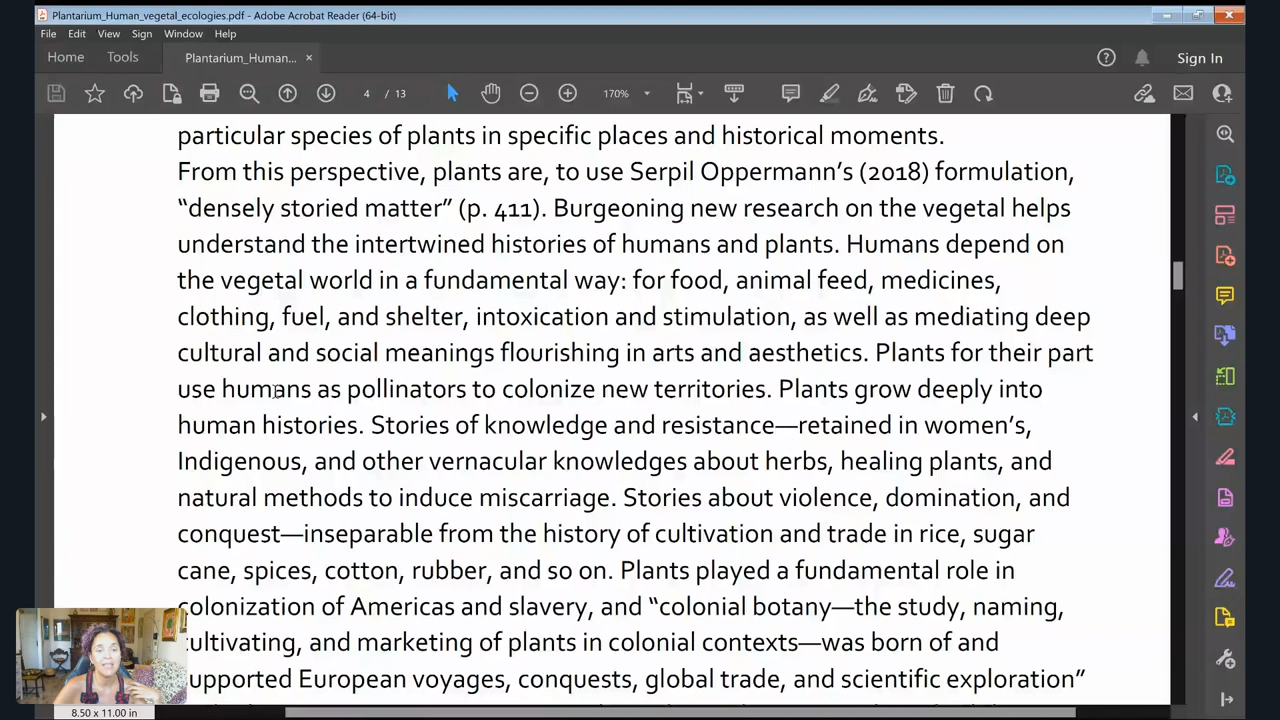 Plantarium_Human_vegetal_ecologies.pdf - Adobe Acrobat Reader (64-bit)
File Edit View Sign Window Help
Home Tools Plantarium_Human... × Sign In
4 / 13 170%
particular species of plants in specific places and historical moments.
From this perspective, plants are, to use Serpil Oppermann’s (2018) formulation,
“densely storied matter” (p. 411). Burgeoning new research on the vegetal helps
understand the intertwined histories of humans and plants. Humans depend on
the vegetal world in a fundamental way: for food, animal feed, medicines,
clothing, fuel, and shelter, intoxication and stimulation, as well as mediating deep
cultural and social meanings flourishing in arts and aesthetics. Plants for their part
use humans as pollinators to colonize new territories. Plants grow deeply into
human histories. Stories of knowledge and resistance—retained in women’s,
Indigenous, and other vernacular knowledges about herbs, healing plants, and
natural methods to induce miscarriage. Stories about violence, domination, and
conquest—inseparable from the history of cultivation and trade in rice, sugar
cane, spices, cotton, rubber, and so on. Plants played a fundamental role in
colonization of Americas and slavery, and “colonial botany—the study, naming,
cultivating, and marketing of plants in colonial contexts—was born of and
supported European voyages, conquests, global trade, and scientific exploration”
8.50 x 11.00 in